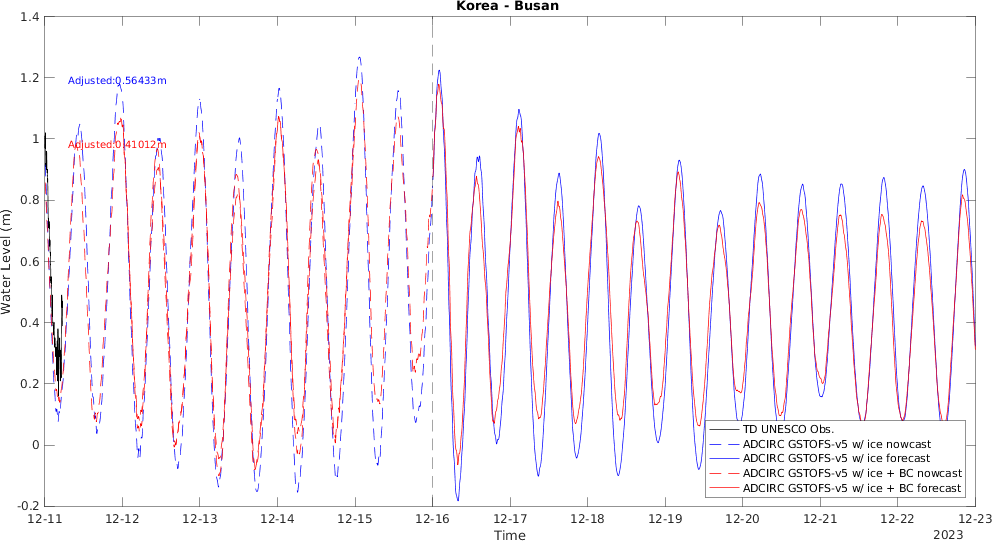 Korea - Busan
Water Level (m)
1.4
1.2
1
0.8
0.6
0.4
0.2
0
-0.2
Adjusted:0.56433m
Adjusted:0.41012m
TD UNESCO Obs.
ADCIRC GSTOFS-v5 w/ ice nowcast
ADCIRC GSTOFS-v5 w/ ice forecast
ADCIRC GSTOFS-v5 w/ ice + BC nowcast
ADCIRC GSTOFS-v5 w/ ice + BC forecast
12-11 12-12 12-13 12-14 12-15 12-16 12-17 12-18 12-19 12-20 12-21 12-22 12-23
Time
2023